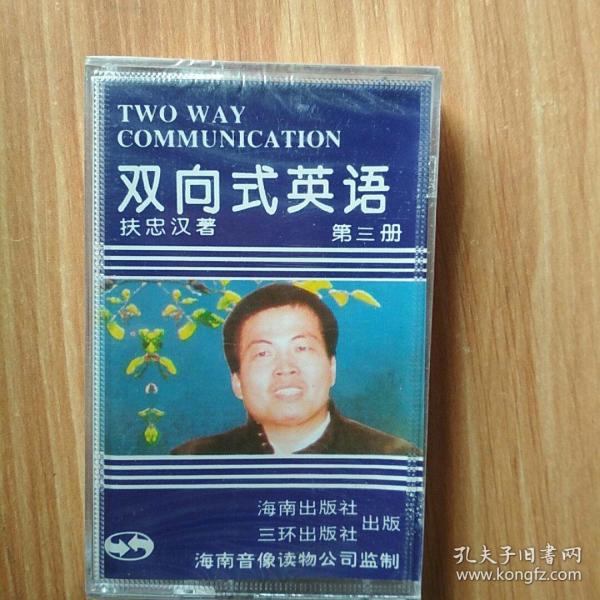 TWO WAY
COMMUNICATION
双向式英语
扶忠汉著
第三册
海南出版社
三环出版社
出版
海南音像读物公司监制
孔夫子旧书网
www.kongfz.com